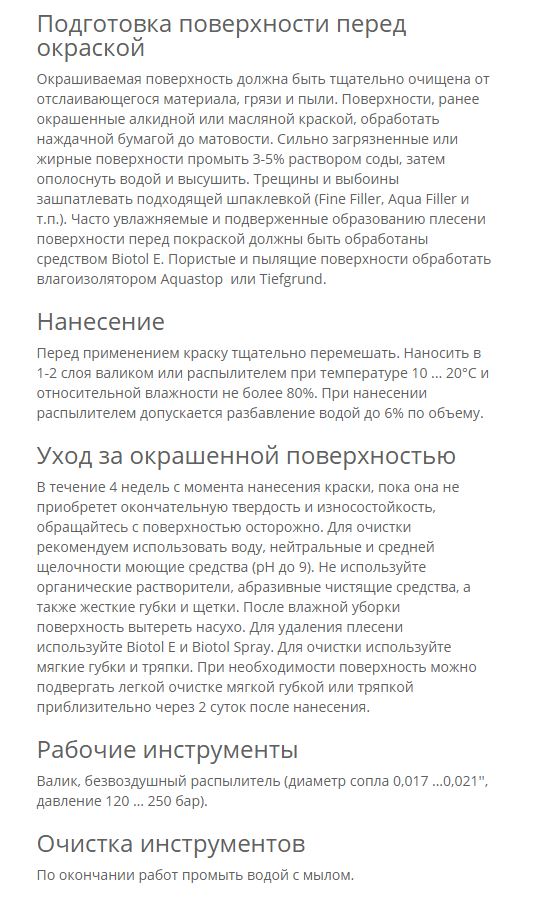 Подготовка поверхности перед
окраской
Окрашиваемая поверхность должна быть тщательно очищена от
отслаивающегося материала, грязи и пыли. Поверхности, ранее
окрашенные алкидной или масляной краской, обработать
наждачной бумагой до матовости. Сильно загрязненные или
жирные поверхности промыть 3-5% раствором соды, затем
ополоснуть водой и высушить. Трещины и выбоины
зашпатлевать подходящей шпаклевкой (Fine Filler, Aqua Filler и
т.п.). Часто увлажняемые и подверженные образованию плесени
поверхности перед покраской должны быть обработаны
средством Biotol E. Пористые и пылящие поверхности обработать
влагоизолятором Aquastop  или Tiefgrund.
Нанесение
Перед применением краску тщательно перемешать. Наносить в
1-2 слоя валиком или распылителем при температуре 10 ... 20°C и
относительной влажности не более 80%. При нанесении
распылителем допускается разбавление водой до 6% по объему.
Уход за окрашенной поверхностью
В течение 4 недель с момента нанесения краски, пока она не
приобретет окончательную твердость и износостойкость,
обращайтесь с поверхностью осторожно. Для очистки
рекомендуем использовать воду, нейтральные и средней
щелочности моющие средства (pH до 9). Не используйте
органические растворители, абразивные чистящие средства, а
также жесткие губки и щетки. После влажной уборки
поверхность вытереть насухо. Для удаления плесени
используйте Biotol E и Biotol Spray. Для очистки используйте
мягкие губки и тряпки. При необходимости поверхность можно
подвергать легкой очистке мягкой губкой или тряпкой
приблизительно через 2 суток после нанесения.
Рабочие инструменты
Валик, безвоздушный распылитель (диаметр сопла 0,017 ...0,021'',
давление 120 ... 250 бар).
Очистка инструментов
По окончании работ промыть водой с мылом.